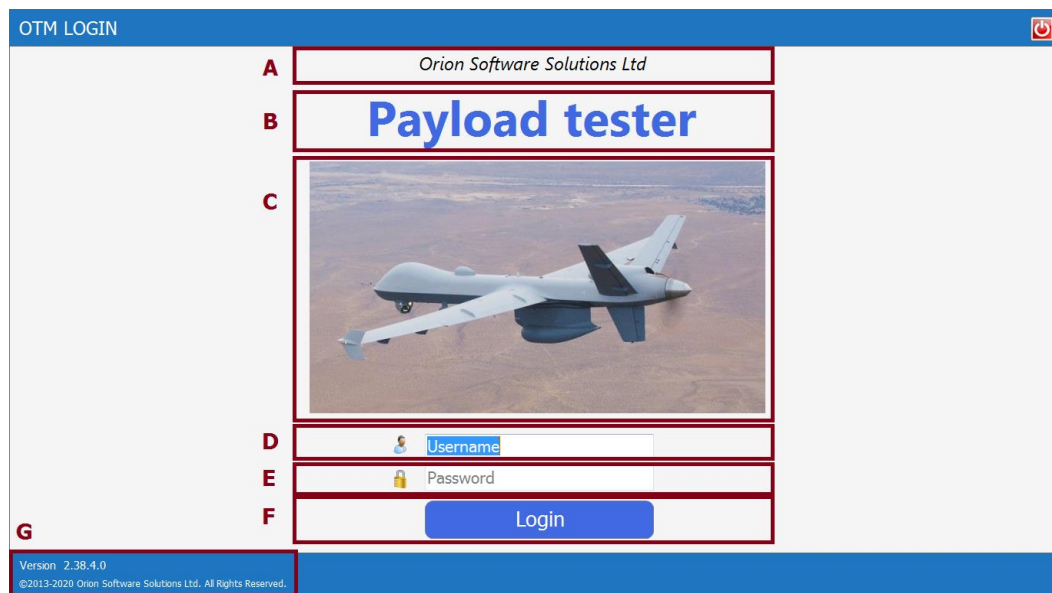 OTM LOGIN
A
Orion Software Solutions Ltd
B
Payload tester
C
D
Username
E
Password
F
Login
G
Version 2.38.4.0
©2013-2020 Orion Software Solutions Ltd. All Rights Reserved.